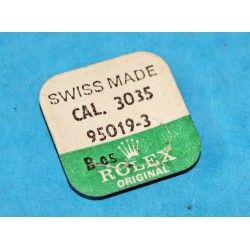 SWISS MADE
CAL. 3035
95019-3
B.05
ROLEX
ORIGINAL